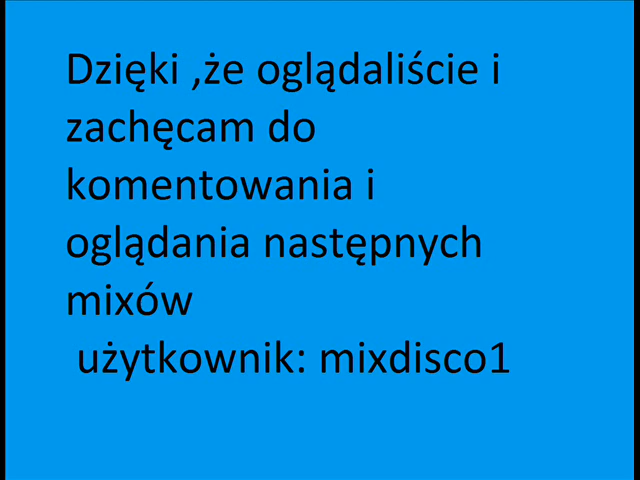 Dzięki ,że oglądaliście i
zachęcam do
komentowania i
oglądania następnych
mixów
użytkownik: mixdisco1